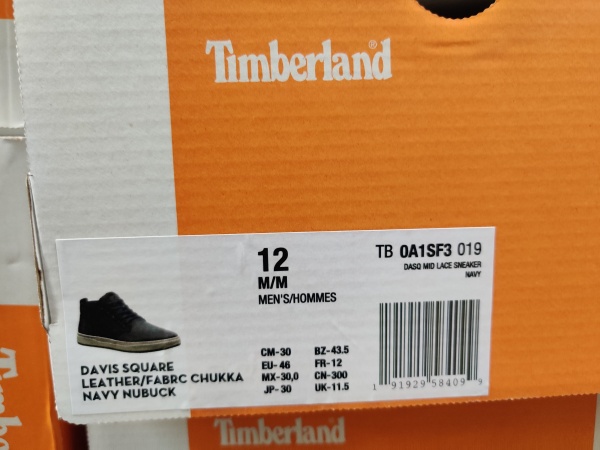 Timberland®
12
M/M
MEN'S/HOMMES
TB 0A1SF3 019
DASQ MID LACE SNEAKER
NAVY
DAVIS SQUARE
LEATHER/FABRC CHUKKA
NAVY NUBUCK
CM-30 BZ-43.5
EU-46 FR-12
MX-30,0 CN-300
JP-30 UK-11.5
1 91929 58409 9
Timberland
Timbe